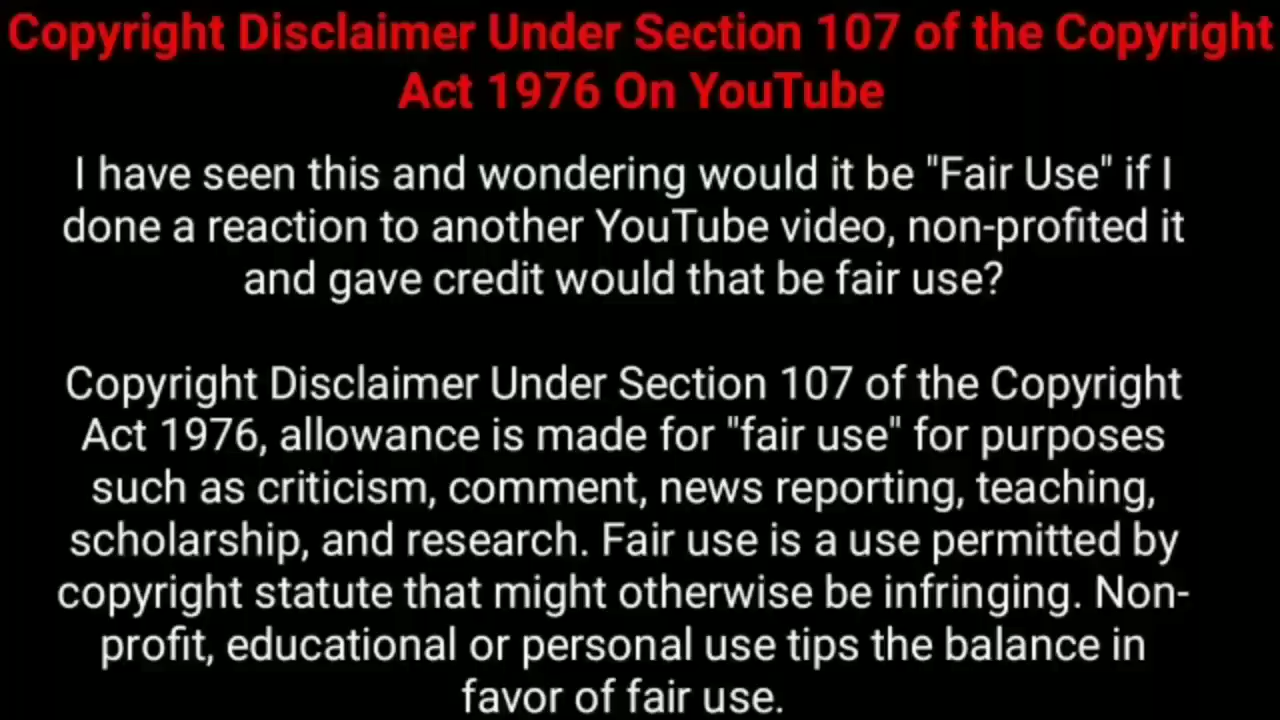 Copyright Disclaimer Under Section 107 of the Copyright
Act 1976 On YouTube
I have seen this and wondering would it be "Fair Use" if I
done a reaction to another YouTube video, non-profited it
and gave credit would that be fair use?
Copyright Disclaimer Under Section 107 of the Copyright
Act 1976, allowance is made for "fair use" for purposes
such as criticism, comment, news reporting, teaching,
scholarship, and research. Fair use is a use permitted by
copyright statute that might otherwise be infringing. Non-
profit, educational or personal use tips the balance in
favor of fair use.